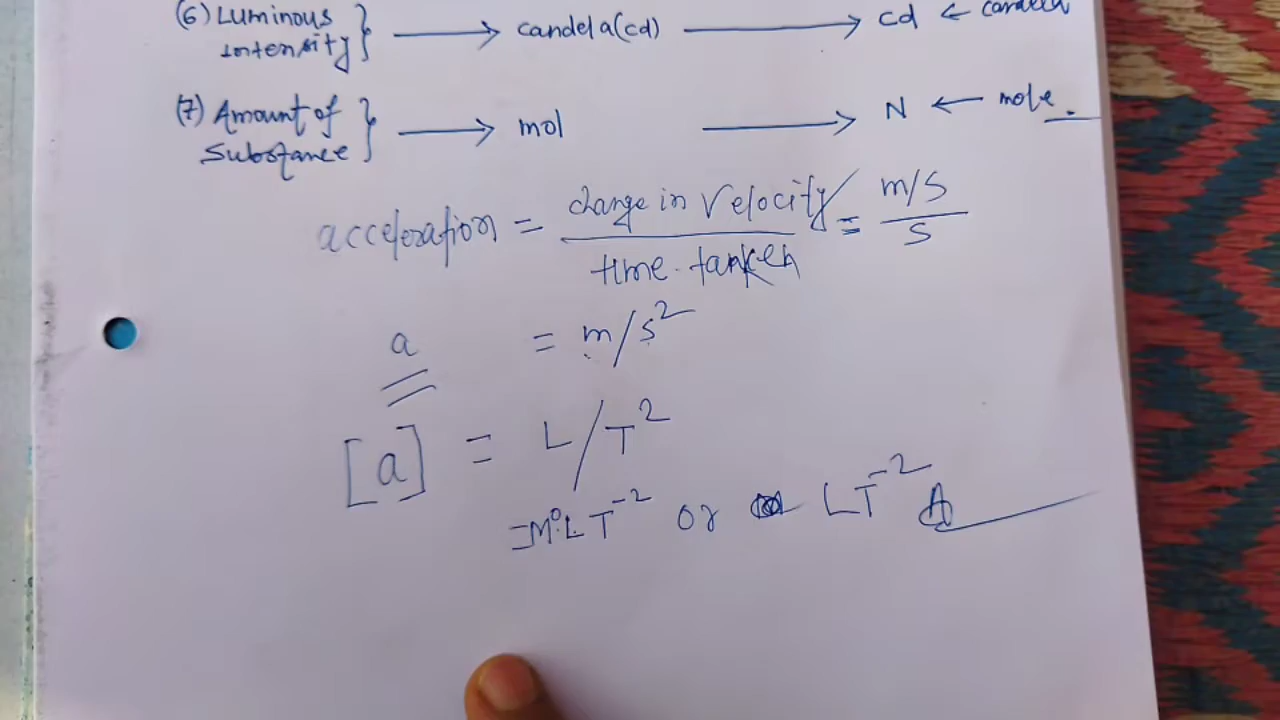 (6) Luminous intensity } → candela(cd) → cd ← candela
(7) Amount of substance } → mol → N ← mole.
acceleration = change in velocity / time tanken = m/s / s
a = m/s²
[a] = L/T²
= M⁰LT⁻² or LT⁻²